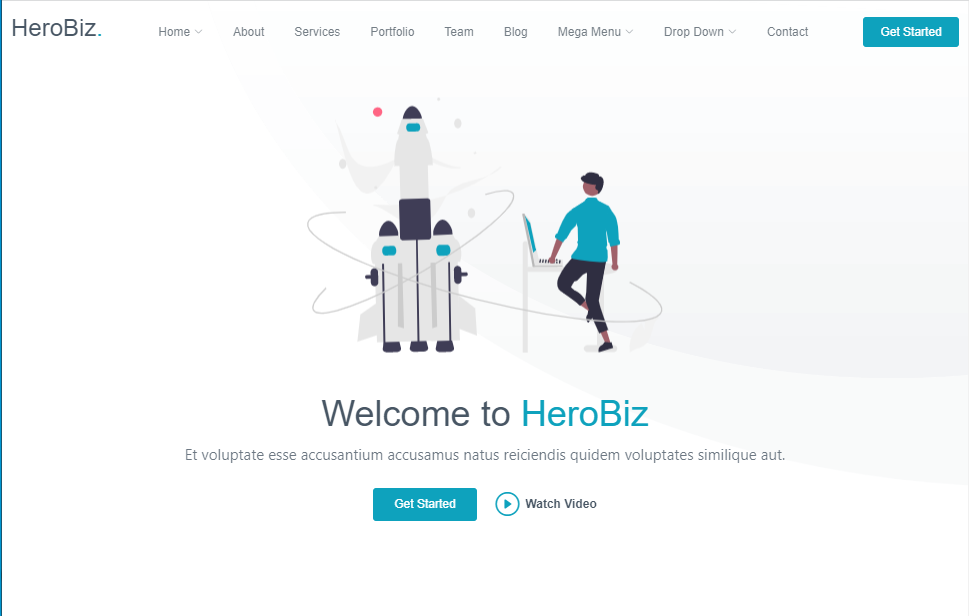 HeroBiz.
Home About Services Portfolio Team Blog Mega Menu Drop Down Contact Get Started
Welcome to HeroBiz
Et voluptate esse accusantium accusamus natus reiciendis quidem voluptates similique aut.
Get Started Watch Video